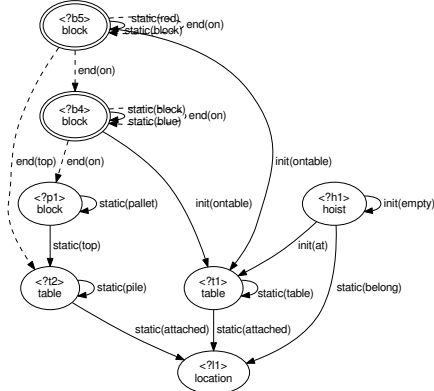 <?b5>
block
static(red)
static(block)
end(on)
end(on)
<?b4>
block
static(block)
static(blue)
end(on)
end(top)
end(on)
init(ontable)
<?p1>
block
static(pallet)
init(ontable)
<?h1>
hoist
init(empty)
static(top)
init(at)
<?t2>
table
static(pile)
<?t1>
table
static(table)
static(belong)
static(attached)
static(attached)
<?l1>
location